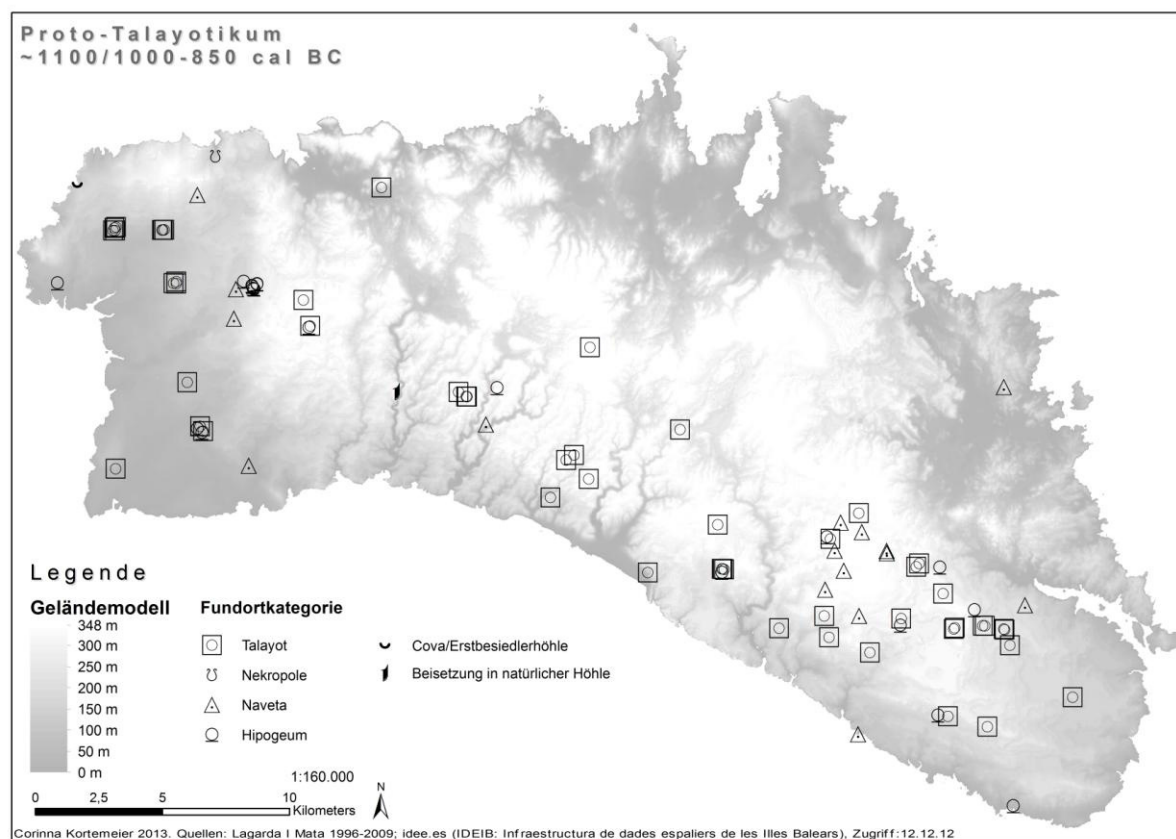 Proto-Talayotikum
~1100/1000-850 cal BC
Legende
Geländemodell
348 m
300 m
250 m
200 m
150 m
100 m
50 m
0 m
Fundortkategorie
Talayot
Nekropole
Naveta
Hipogeum
Cova/Erstbesiedlerhöhle
Beisetzung in natürlicher Höhle
1:160.000
0 2,5 5 10
Kilometers
N
Corinna Kortemeier 2013. Quellen: Lagarda I Mata 1996-2009; idee.es (IDEIB: Infraestructura de dades espaliers de les Illes Balears), Zugriff:12.12.12